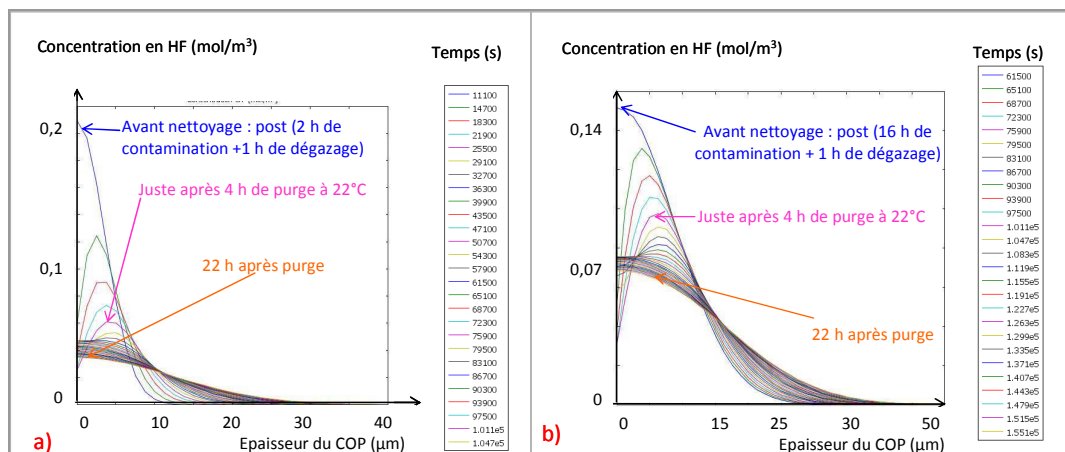 Concentration en HF (mol/m³)
Temps (s)
0,2
0,1
0
Avant nettoyage : post (2 h de
contamination +1 h de dégazage)
Juste après 4 h de purge à 22°C
22 h après purge
11100
14700
18300
21900
25500
29100
32700
36300
39900
43500
47100
50700
54300
57900
61500
65100
68700
72300
75900
79500
83100
86700
90300
93900
97500
1.011e5
1.047e5
0 10 20 30 40
Epaisseur du COP (µm)
a)
Concentration en HF (mol/m³)
Temps (s)
0,14
0,07
0
Avant nettoyage : post (16 h de
contamination + 1 h de dégazage)
Juste après 4 h de purge à 22°C
22 h après purge
61500
65100
68700
72300
75900
79500
83100
86700
90300
93900
97500
1.011e5
1.047e5
1.083e5
1.119e5
1.155e5
1.191e5
1.227e5
1.263e5
1.299e5
1.335e5
1.371e5
1.407e5
1.443e5
1.479e5
1.515e5
1.551e5
0 15 25 50
Epaisseur du COP (µm)
b)